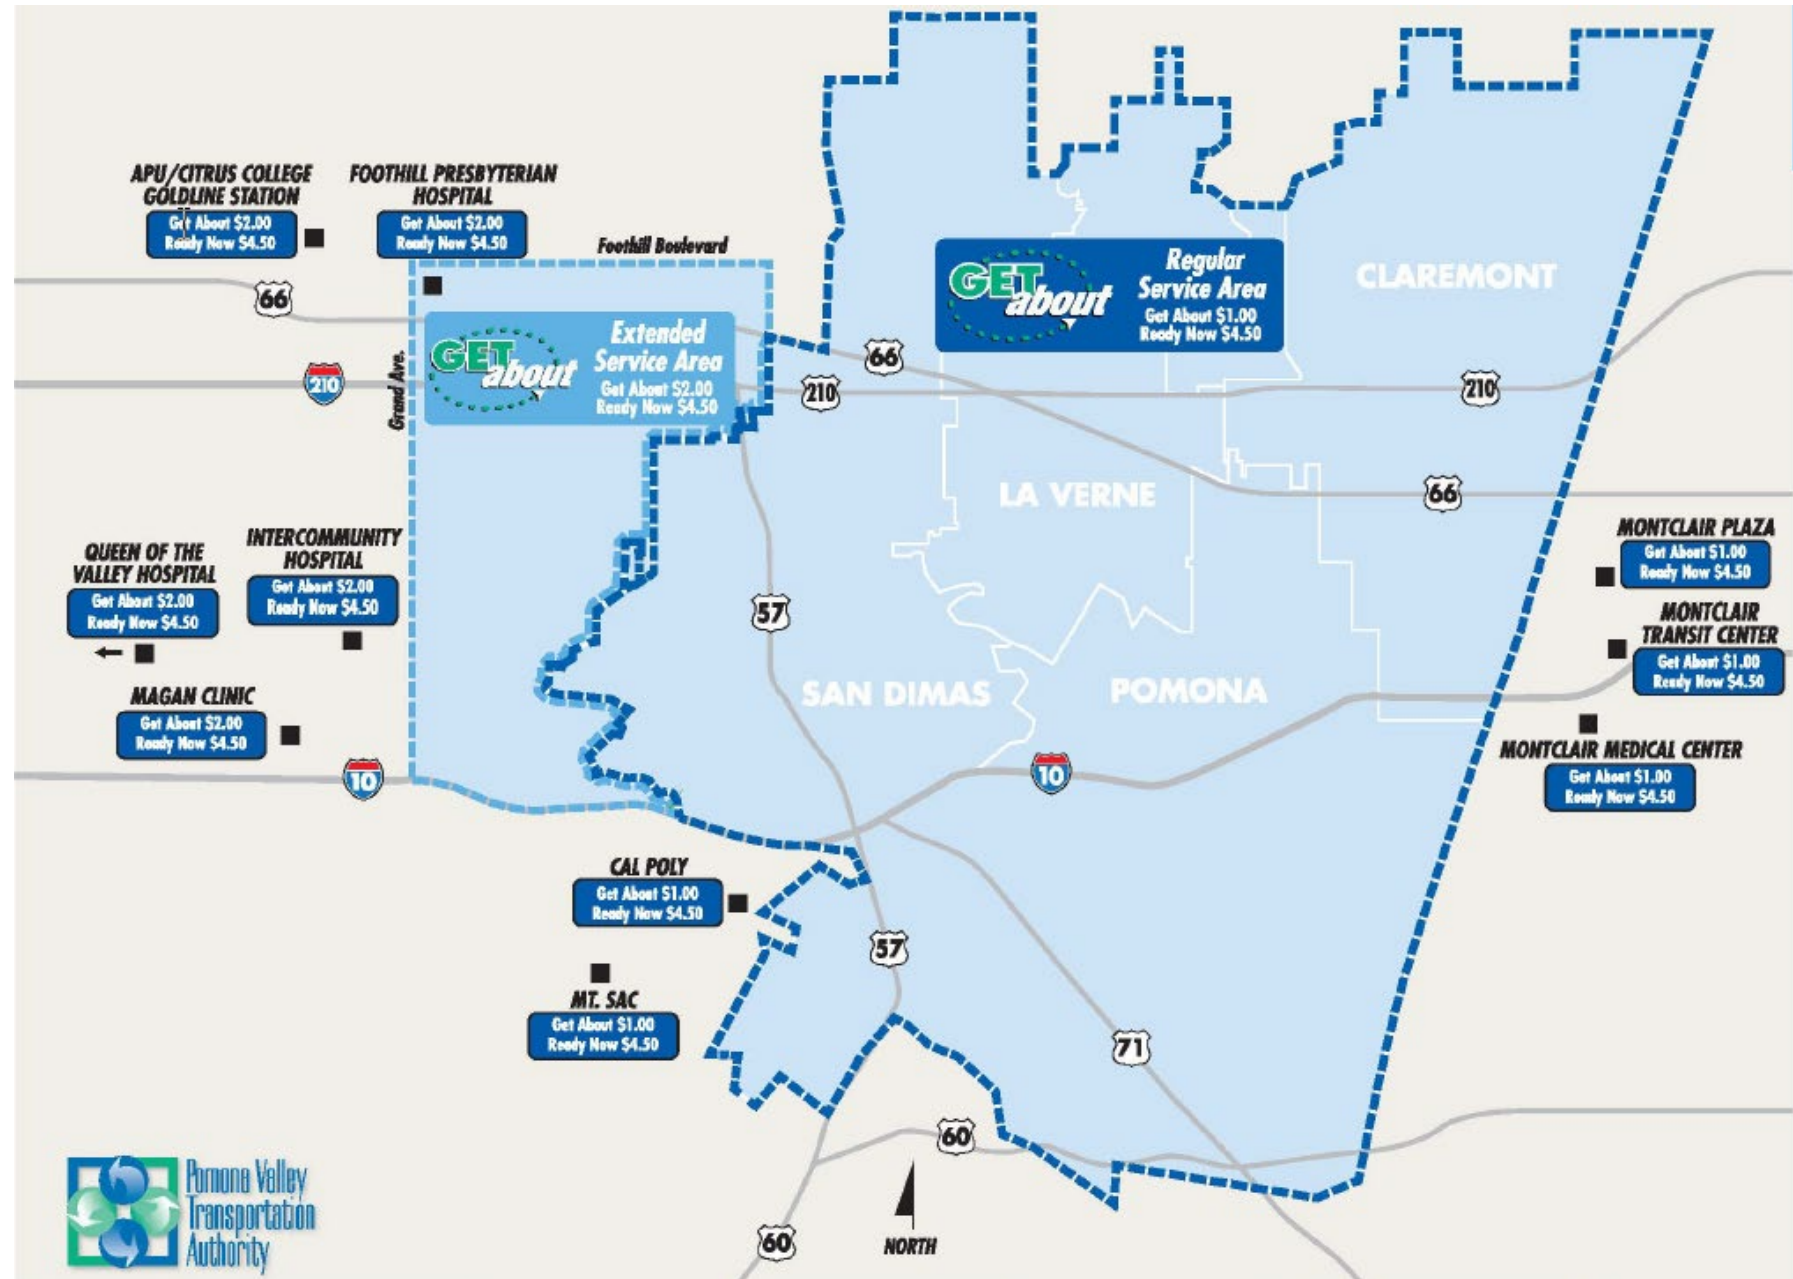 APU/CITRUS COLLEGE
GOLDLINE STATION
Get About $2.00
Ready Now $4.50
FOOTHILL PRESBYTERIAN
HOSPITAL
Get About $2.00
Ready Now $4.50
Foothill Boulevard
66
210
Grand Ave.
GET
about
Extended
Service Area
Get About $2.00
Ready Now $4.50
GET
about
Regular
Service Area
Get About $1.00
Ready Now $4.50
CLAREMONT
66
210
210
66
LA VERNE
QUEEN OF THE
VALLEY HOSPITAL
Get About $2.00
Ready Now $4.50
INTERCOMMUNITY
HOSPITAL
Get About $2.00
Ready Now $4.50
MAGAN CLINIC
Get About $2.00
Ready Now $4.50
10
57
SAN DIMAS
POMONA
10
MONTCLAIR PLAZA
Get About $1.00
Ready Now $4.50
MONTCLAIR
TRANSIT CENTER
Get About $1.00
Ready Now $4.50
MONTCLAIR MEDICAL CENTER
Get About $1.00
Ready Now $4.50
CAL POLY
Get About $1.00
Ready Now $4.50
57
MT. SAC
Get About $1.00
Ready Now $4.50
71
60
60
NORTH
Pomona Valley
Transportation
Authority